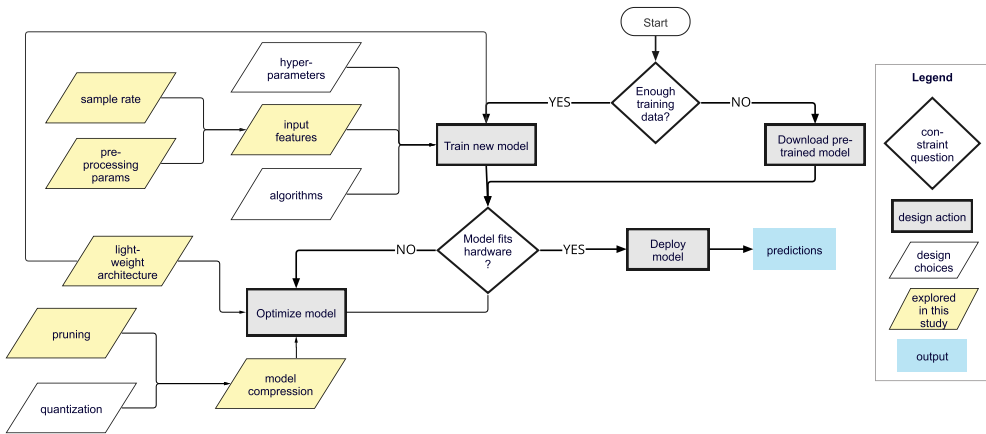 Start
Enough
training
data?
YES
NO
hyper-
parameters
sample rate
input
features
pre-
processing
params
algorithms
Train new model
Download pre-
trained model
Model fits
hardware
?
NO
YES
Deploy
model
predictions
light-
weight
architecture
Optimize model
pruning
quantization
model
compression
Legend
con-
straint
question
design action
design
choices
explored
in this
study
output